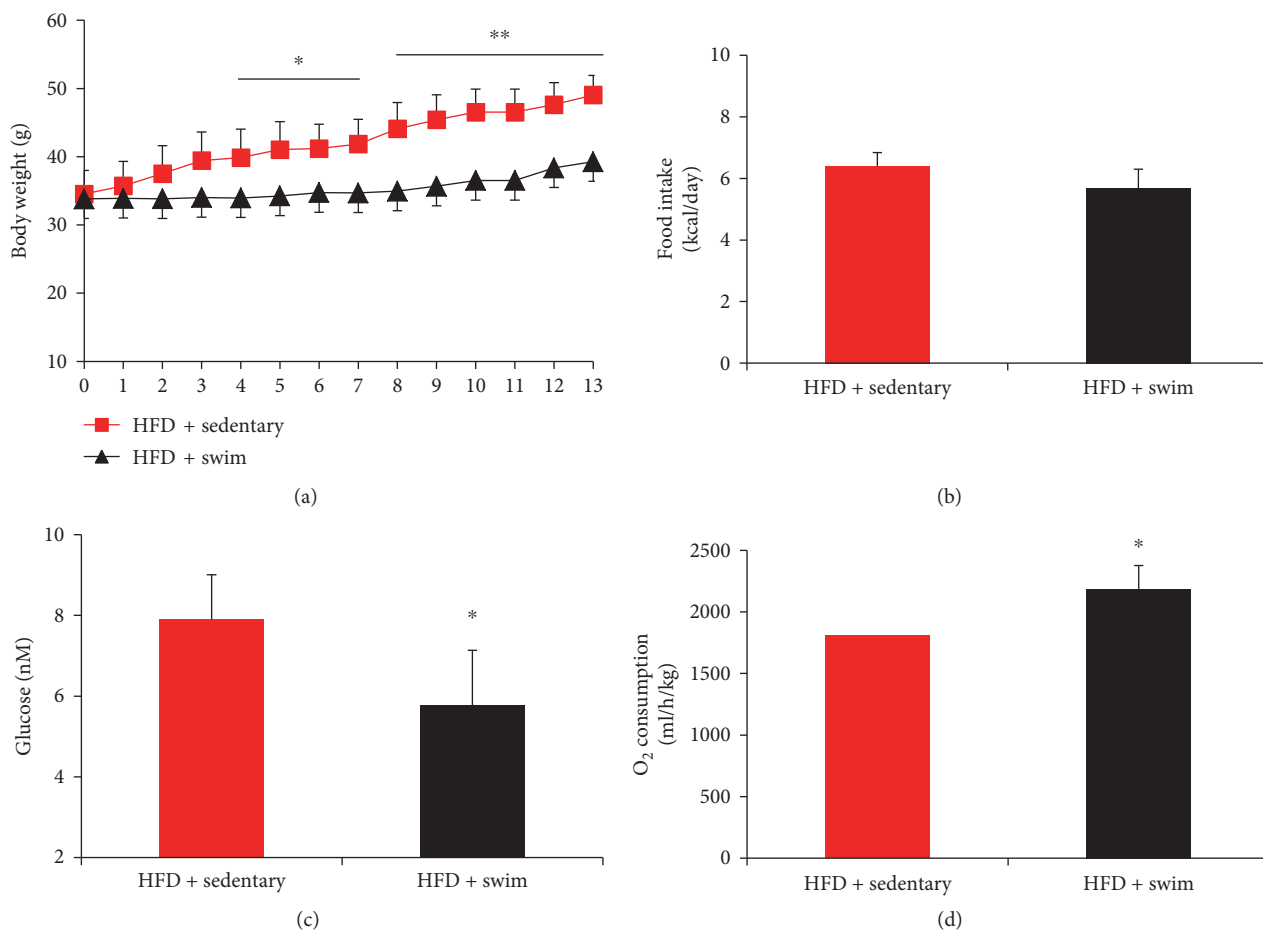 60
50
40
30
20
10
Body weight (g)
*
**
0 1 2 3 4 5 6 7 8 9 10 11 12 13
HFD + sedentary
HFD + swim
(a)
10
8
6
4
2
0
Food intake
(kcal/day)
HFD + sedentary
HFD + swim
(b)
10
8
6
4
2
Glucose (nM)
*
HFD + sedentary
HFD + swim
(c)
2500
2000
1500
1000
500
0
O₂ consumption
(ml/h/kg)
*
HFD + sedentary
HFD + swim
(d)